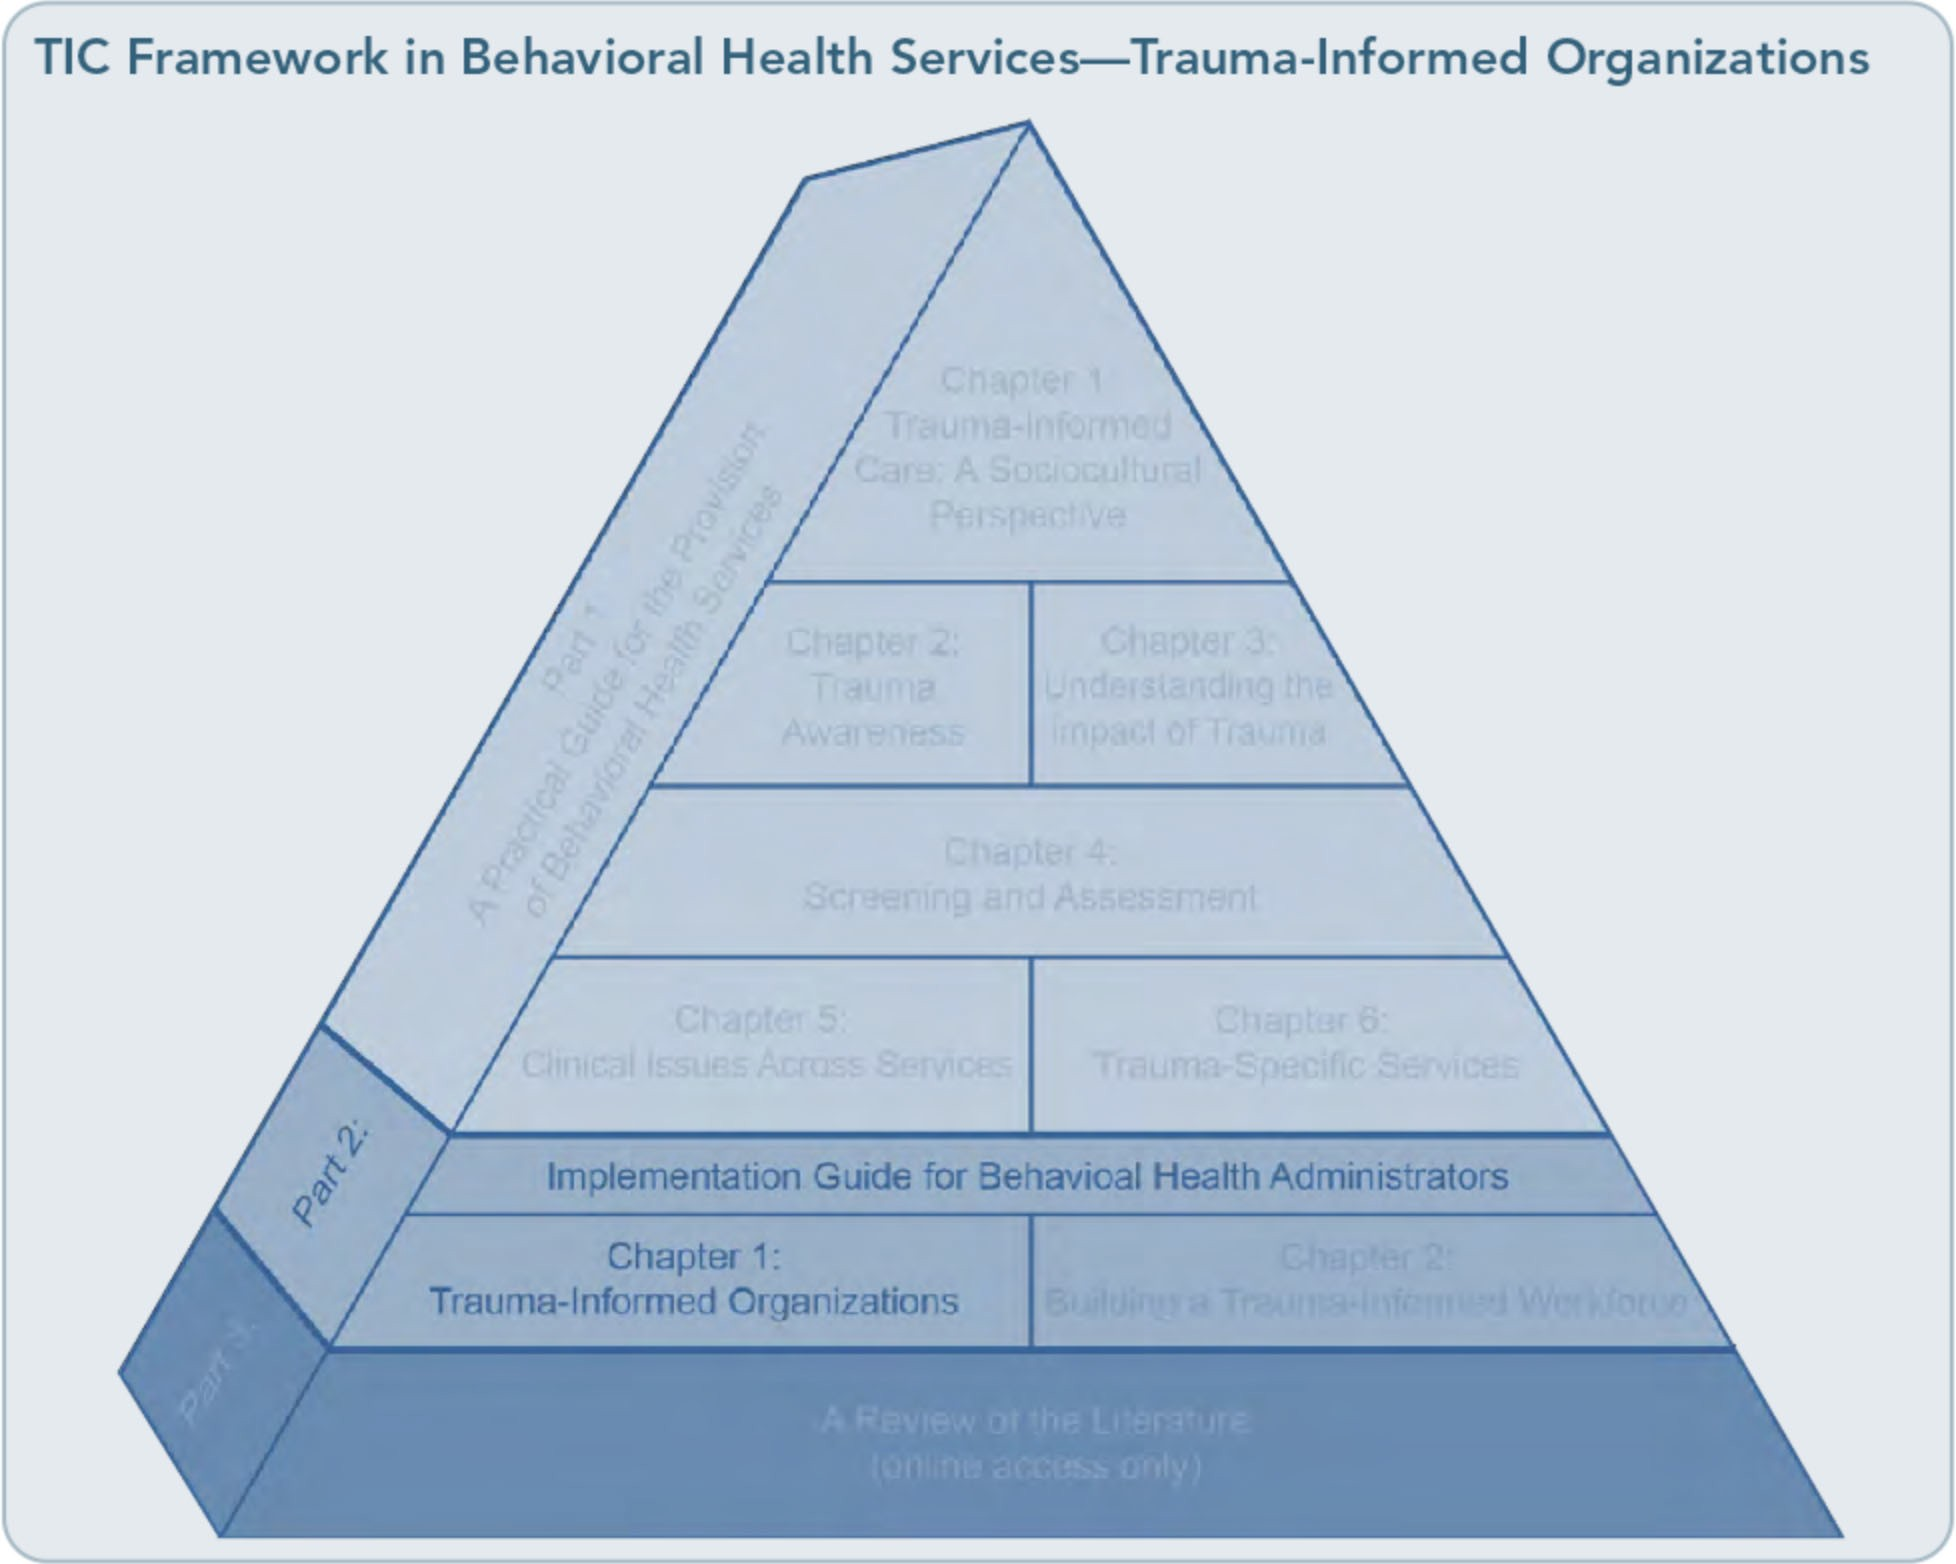 TIC Framework in Behavioral Health Services—Trauma-Informed Organizations
Chapter 1
Trauma-Informed
Care: A Sociocultural
Perspective
Part 1
A Practical Guide for the Provision
of Behavioral Health Services
Chapter 2:
Trauma
Awareness
Chapter 3:
Understanding the
Impact of Trauma
Chapter 4:
Screening and Assessment
Chapter 5:
Clinical Issues Across Services
Chapter 6:
Trauma-Specific Services
Part 2:
Implementation Guide for Behavioal Health Administrators
Chapter 1:
Trauma-Informed Organizations
Chapter 2:
Building a Trauma-Informed Workforce
Part 3:
A Review of the Literature
(online access only)